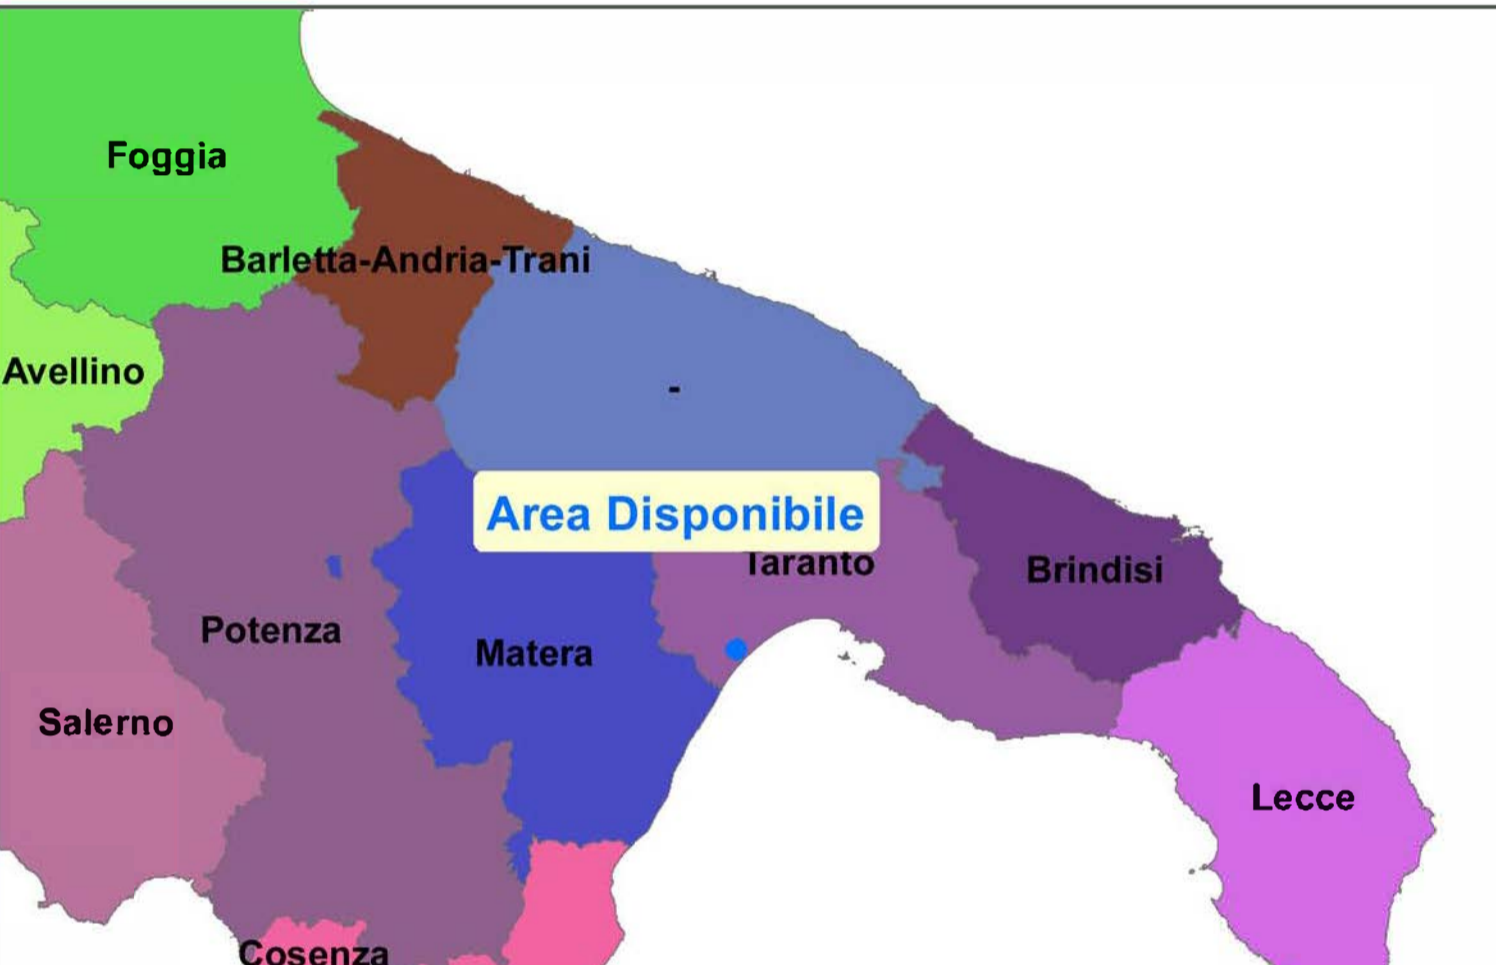 Foggia
Barletta-Andria-Trani
Avellino
-
Area Disponibile
Taranto
Brindisi
Potenza
Matera
Salerno
Lecce
Cosenza